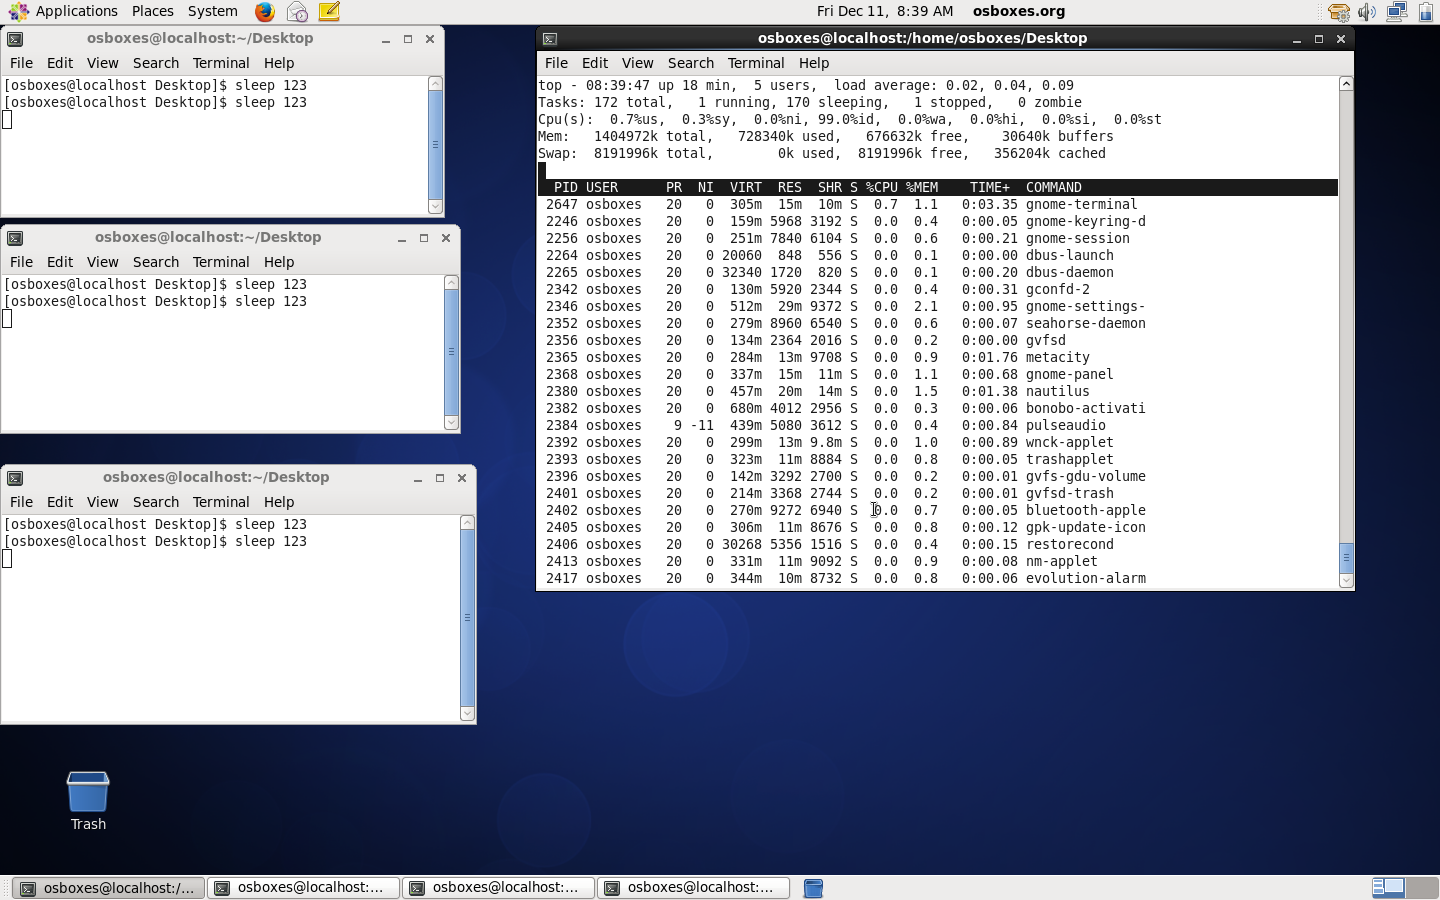 Applications Places System Fri Dec 11, 8:39 AM osboxes.org
osboxes@localhost:~/Desktop
File Edit View Search Terminal Help
[osboxes@localhost Desktop]$ sleep 123
[osboxes@localhost Desktop]$ sleep 123
osboxes@localhost:~/Desktop
File Edit View Search Terminal Help
[osboxes@localhost Desktop]$ sleep 123
[osboxes@localhost Desktop]$ sleep 123
osboxes@localhost:~/Desktop
File Edit View Search Terminal Help
[osboxes@localhost Desktop]$ sleep 123
[osboxes@localhost Desktop]$ sleep 123
osboxes@localhost:/home/osboxes/Desktop
File Edit View Search Terminal Help
top - 08:39:47 up 18 min, 5 users, load average: 0.02, 0.04, 0.09
Tasks: 172 total, 1 running, 170 sleeping, 1 stopped, 0 zombie
Cpu(s): 0.7%us, 0.3%sy, 0.0%ni, 99.0%id, 0.0%wa, 0.0%hi, 0.0%si, 0.0%st
Mem: 1404972k total, 728340k used, 676632k free, 30640k buffers
Swap: 8191996k total, 0k used, 8191996k free, 356204k cached
PID USER PR NI VIRT RES SHR S %CPU %MEM TIME+ COMMAND
2647 osboxes 20 0 305m 15m 10m S 0.7 1.1 0:03.35 gnome-terminal
2246 osboxes 20 0 159m 5968 3192 S 0.0 0.4 0:00.05 gnome-keyring-d
2256 osboxes 20 0 251m 7840 6104 S 0.0 0.6 0:00.21 gnome-session
2264 osboxes 20 0 20060 848 556 S 0.0 0.1 0:00.00 dbus-launch
2265 osboxes 20 0 32340 1720 820 S 0.0 0.1 0:00.20 dbus-daemon
2342 osboxes 20 0 130m 5920 2344 S 0.0 0.4 0:00.31 gconfd-2
2346 osboxes 20 0 512m 29m 9372 S 0.0 2.1 0:00.95 gnome-settings-
2352 osboxes 20 0 279m 8960 6540 S 0.0 0.6 0:00.07 seahorse-daemon
2356 osboxes 20 0 134m 2364 2016 S 0.0 0.2 0:00.00 gvfsd
2365 osboxes 20 0 284m 13m 9708 S 0.0 0.9 0:01.76 metacity
2368 osboxes 20 0 337m 15m 11m S 0.0 1.1 0:00.68 gnome-panel
2380 osboxes 20 0 457m 20m 14m S 0.0 1.5 0:01.38 nautilus
2382 osboxes 20 0 680m 4012 2956 S 0.0 0.3 0:00.06 bonobo-activati
2384 osboxes 9 -11 439m 5080 3612 S 0.0 0.4 0:00.84 pulseaudio
2392 osboxes 20 0 299m 13m 9.8m S 0.0 1.0 0:00.89 wnck-applet
2393 osboxes 20 0 323m 11m 8884 S 0.0 0.8 0:00.05 trashapplet
2396 osboxes 20 0 142m 3292 2700 S 0.0 0.2 0:00.01 gvfs-gdu-volume
2401 osboxes 20 0 214m 3368 2744 S 0.0 0.2 0:00.01 gvfsd-trash
2402 osboxes 20 0 270m 9272 6940 S 0.0 0.7 0:00.05 bluetooth-apple
2405 osboxes 20 0 306m 11m 8676 S 0.0 0.8 0:00.12 gpk-update-icon
2406 osboxes 20 0 30268 5356 1516 S 0.0 0.4 0:00.15 restorecond
2413 osboxes 20 0 331m 11m 9092 S 0.0 0.9 0:00.08 nm-applet
2417 osboxes 20 0 344m 10m 8732 S 0.0 0.8 0:00.06 evolution-alarm
Trash
osboxes@localhost:/... osboxes@localhost:... osboxes@localhost:... osboxes@localhost:...